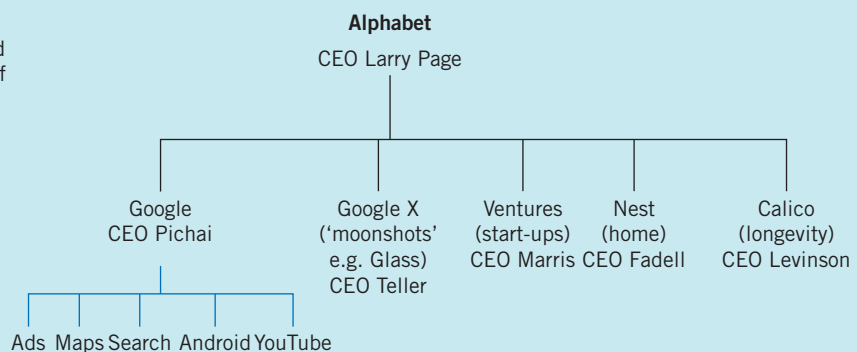 Alphabet
CEO Larry Page
d
f
Google
CEO Pichai
Google X
('moonshots'
e.g. Glass)
CEO Teller
Ventures
(start-ups)
CEO Marris
Nest
(home)
CEO Fadell
Calico
(longevity)
CEO Levinson
Ads Maps Search Android YouTube